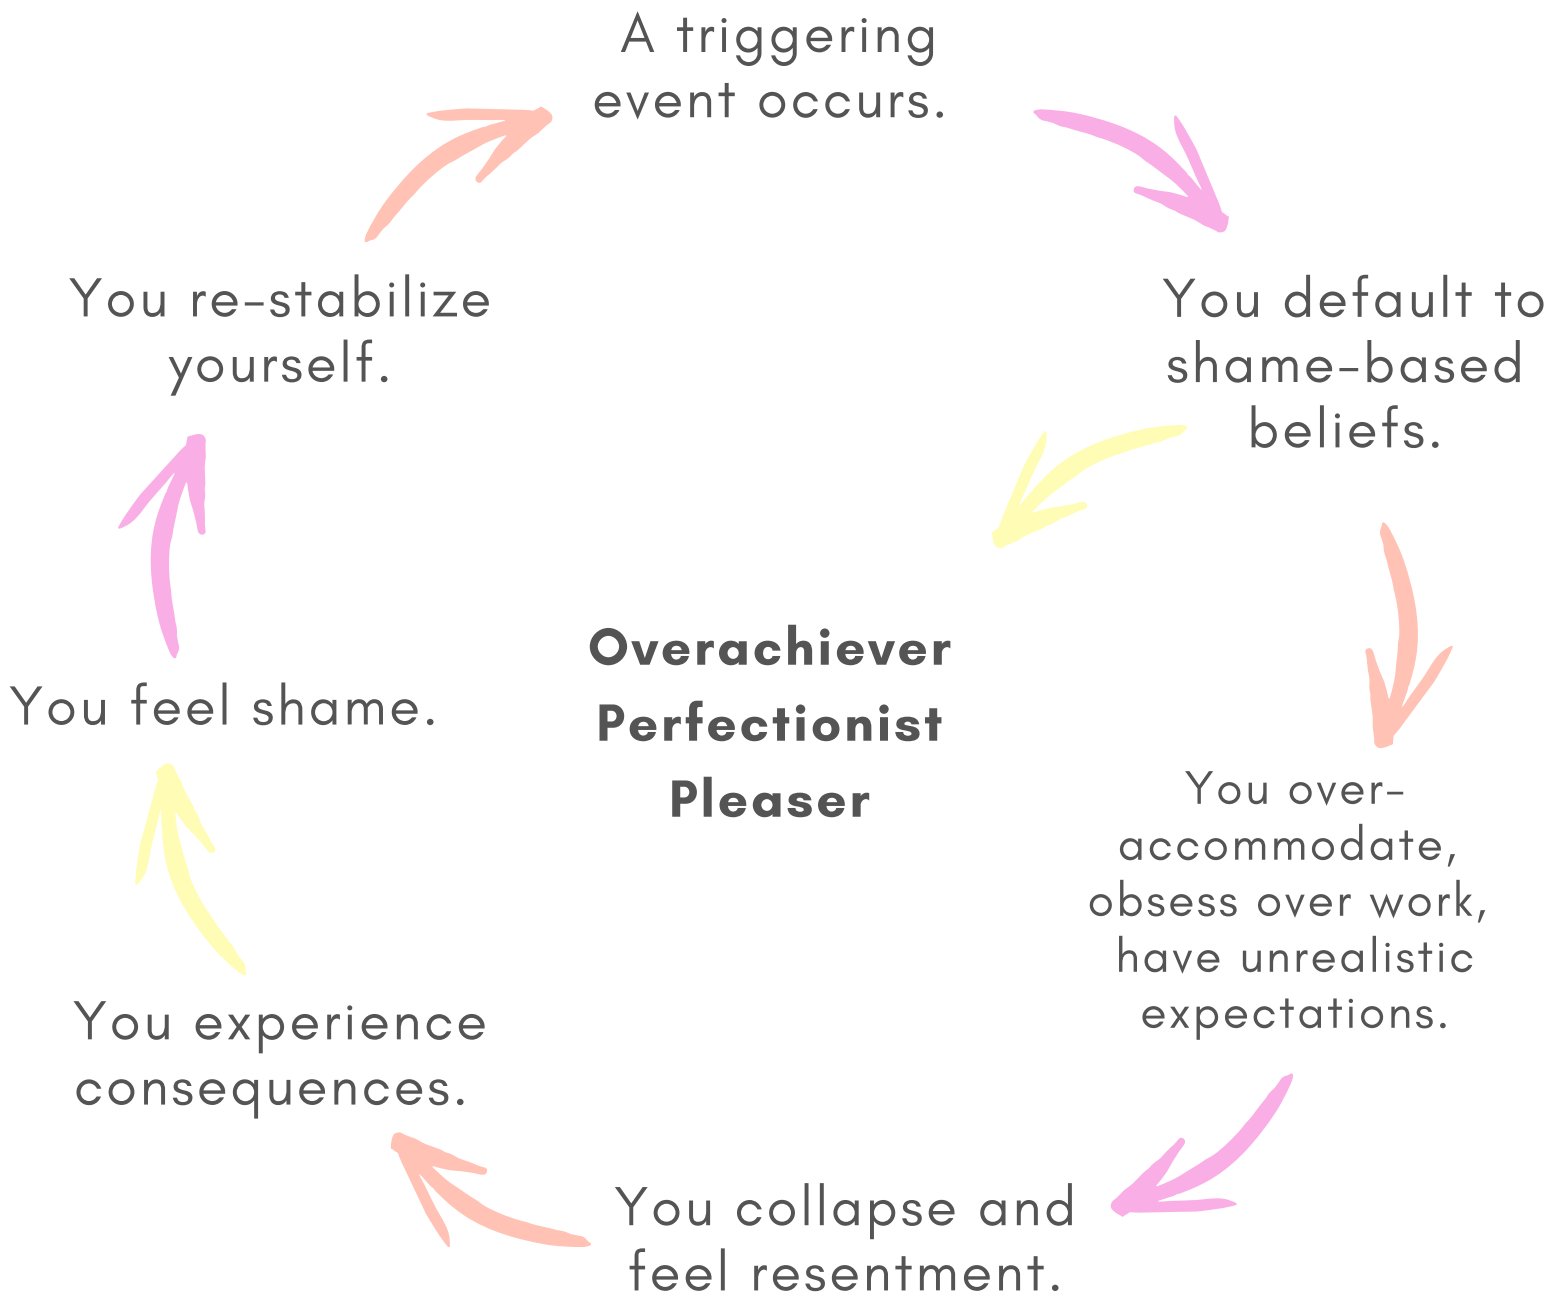 A triggering
event occurs.
You default to
shame-based
beliefs.
You over-
accommodate,
obsess over work,
have unrealistic
expectations.
You collapse and
feel resentment.
You experience
consequences.
You feel shame.
You re-stabilize
yourself.
Overachiever
Perfectionist
Pleaser